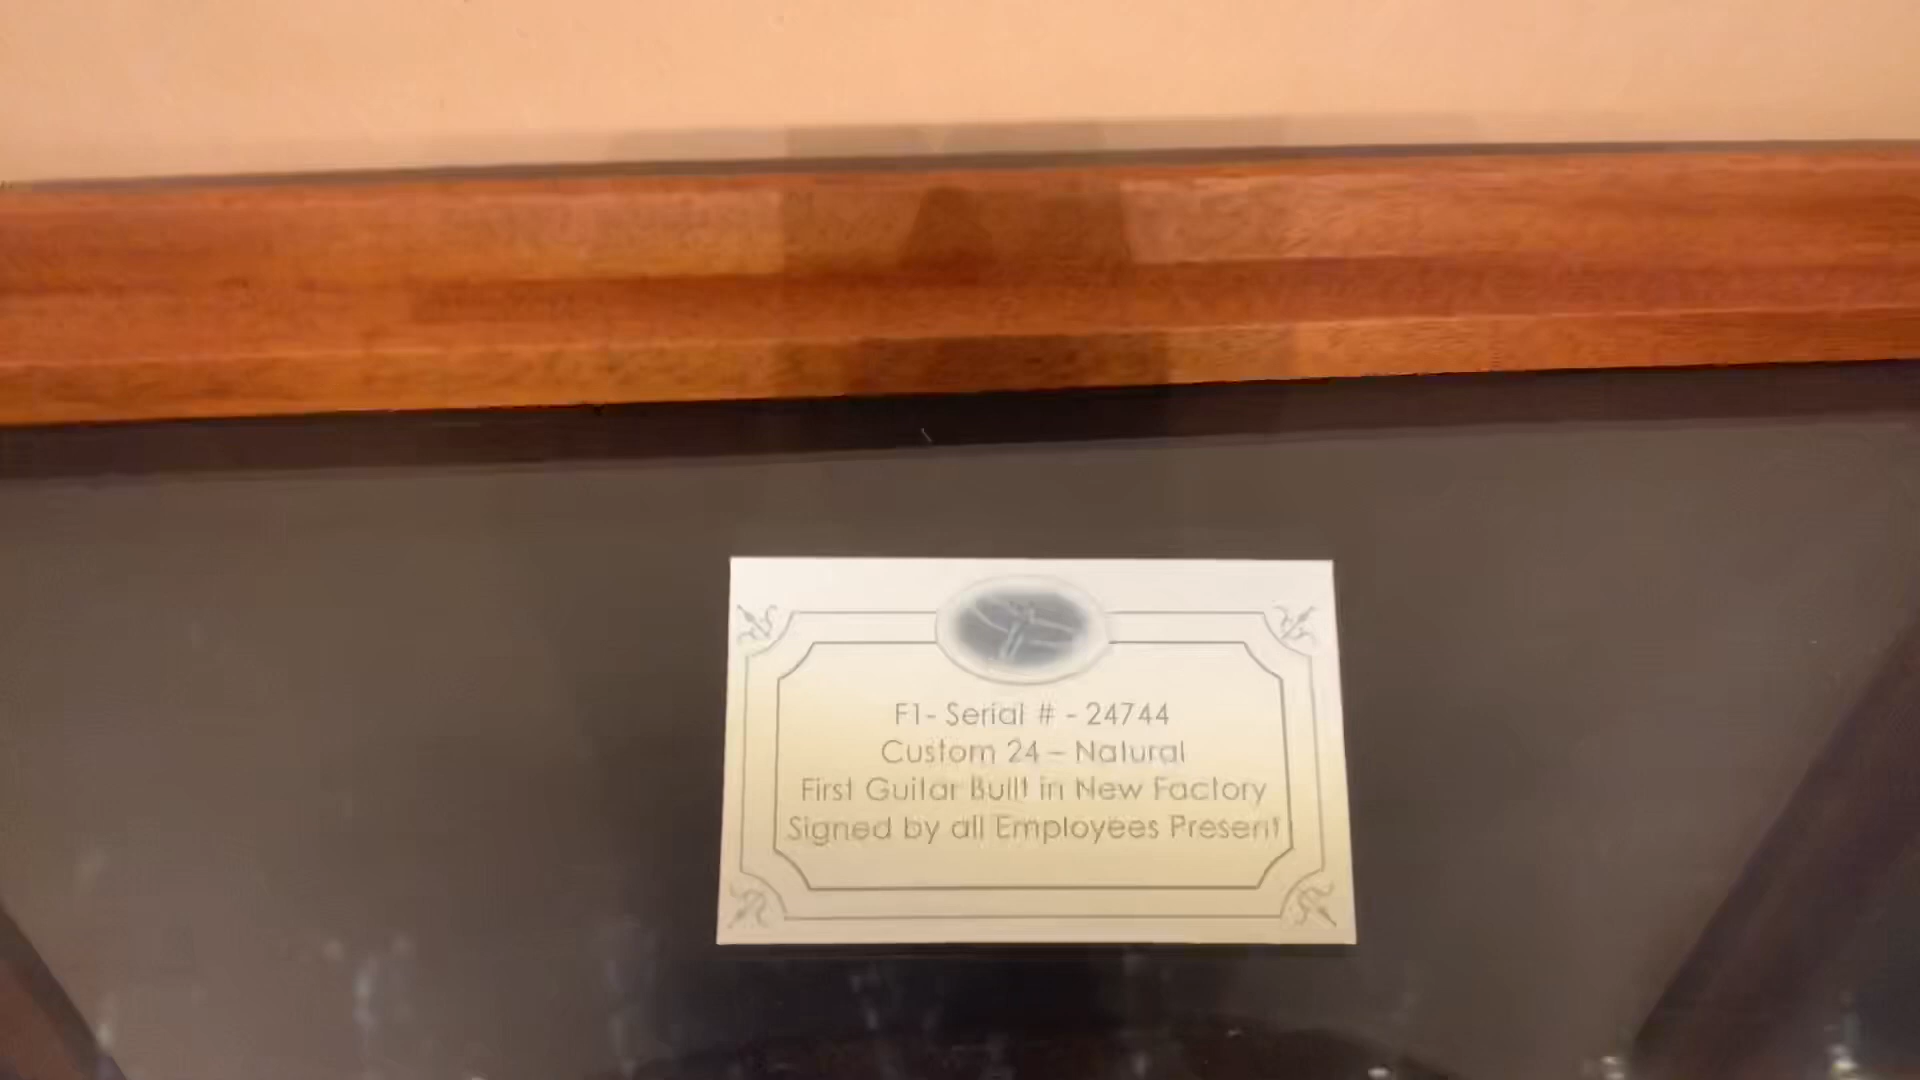 F1- Serial # - 24744
Custom 24 – Natural
First Guitar Built in New Factory
Signed by all Employees Present